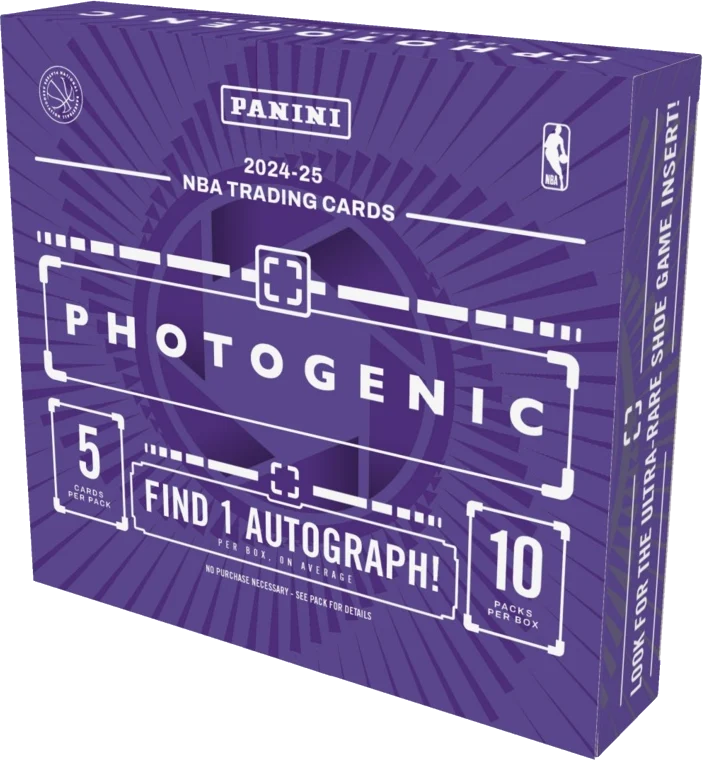 PHOTOGENIC
PANINI
2024-25
NBA TRADING CARDS
NBA
PHOTOGENIC
5
CARDS
PER PACK
FIND 1 AUTOGRAPH!
PER BOX, ON AVERAGE
NO PURCHASE NECESSARY - SEE PACK FOR DETAILS
10
PACKS
PER BOX
LOOK FOR THE ULTRA-RARE SHOE GAME INSERT!